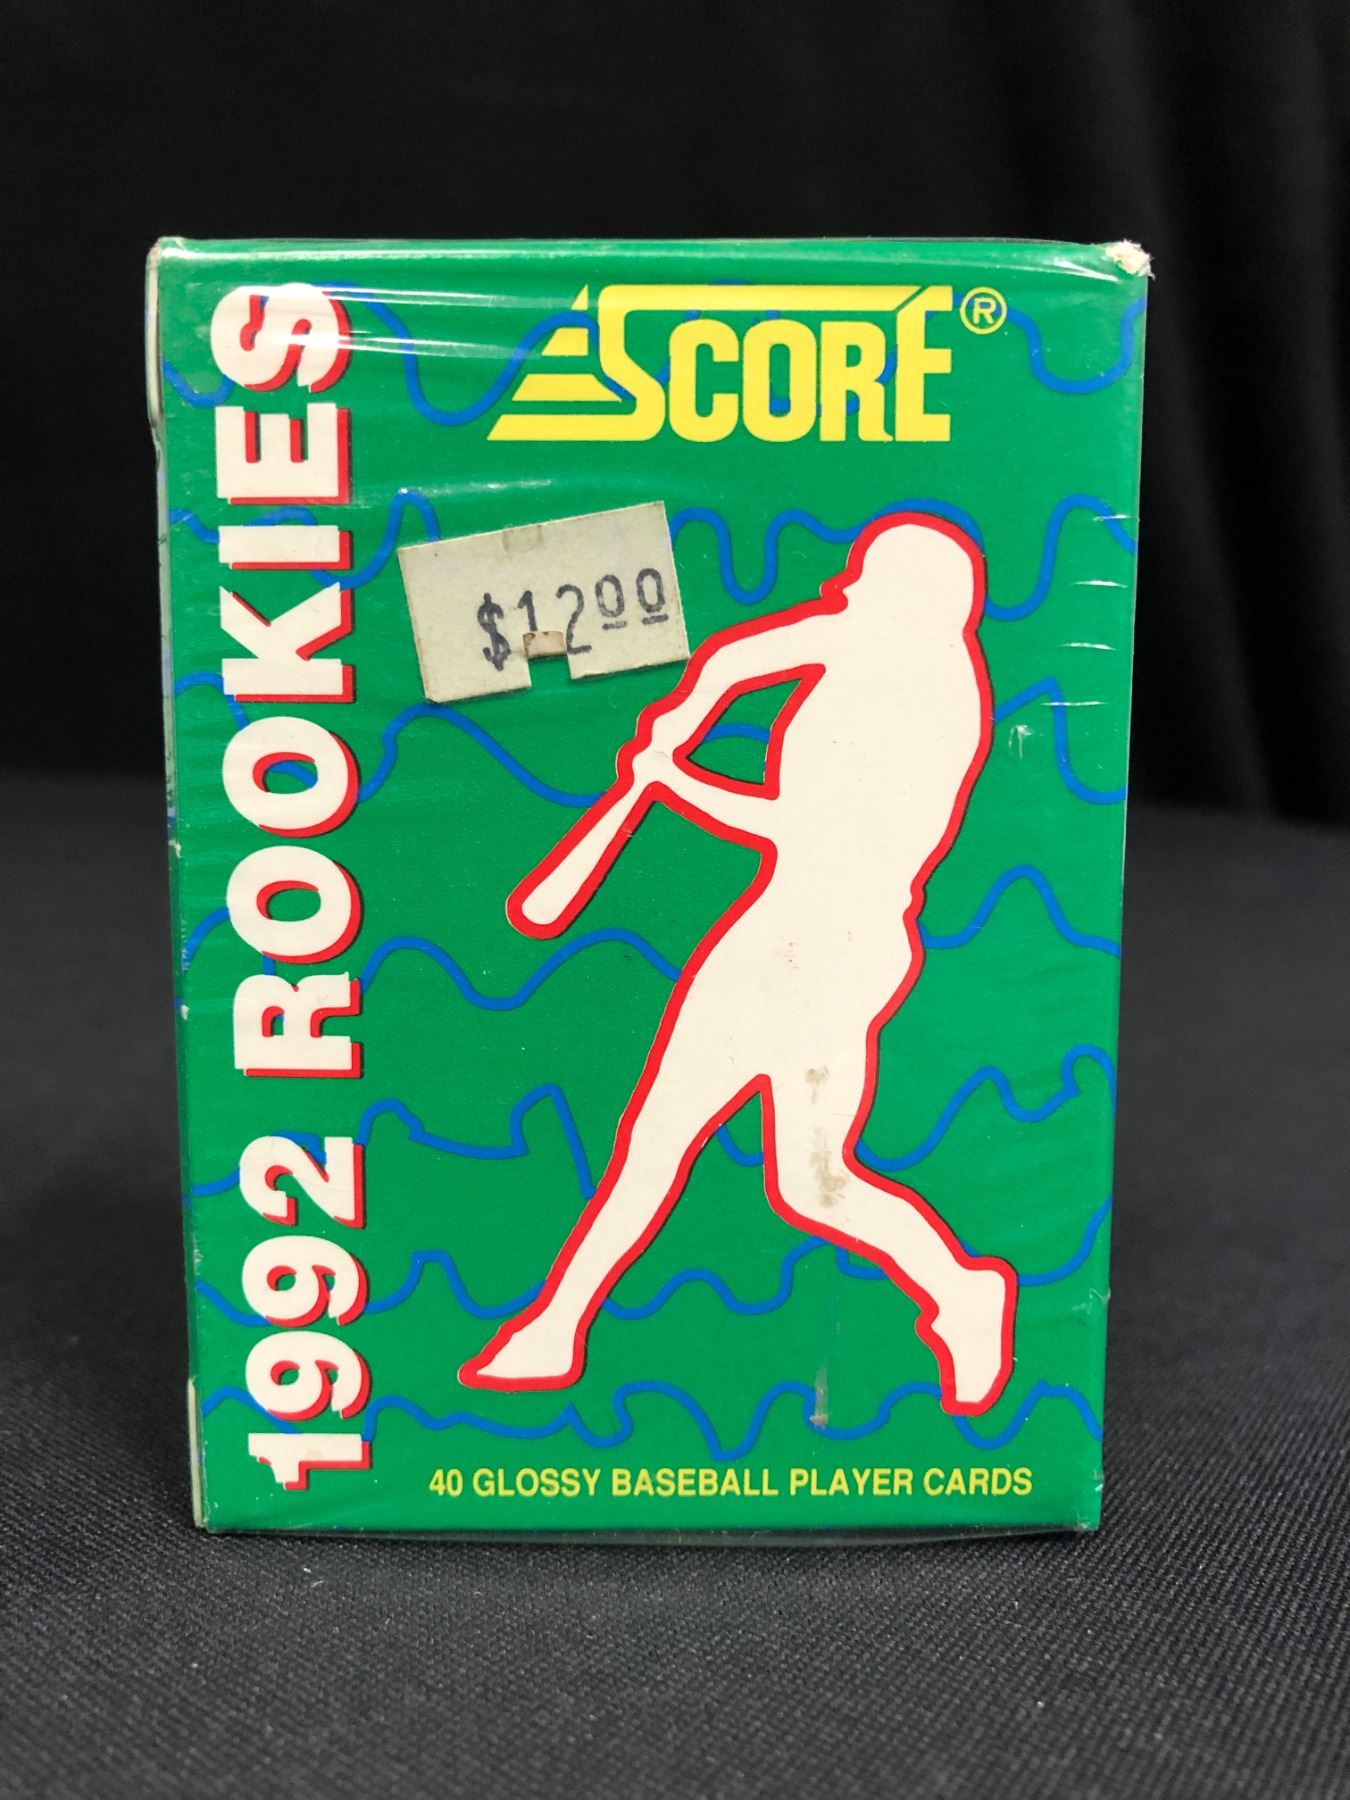 SCORE®
$12.00
1992 ROOKIES
40 GLOSSY BASEBALL PLAYER CARDS